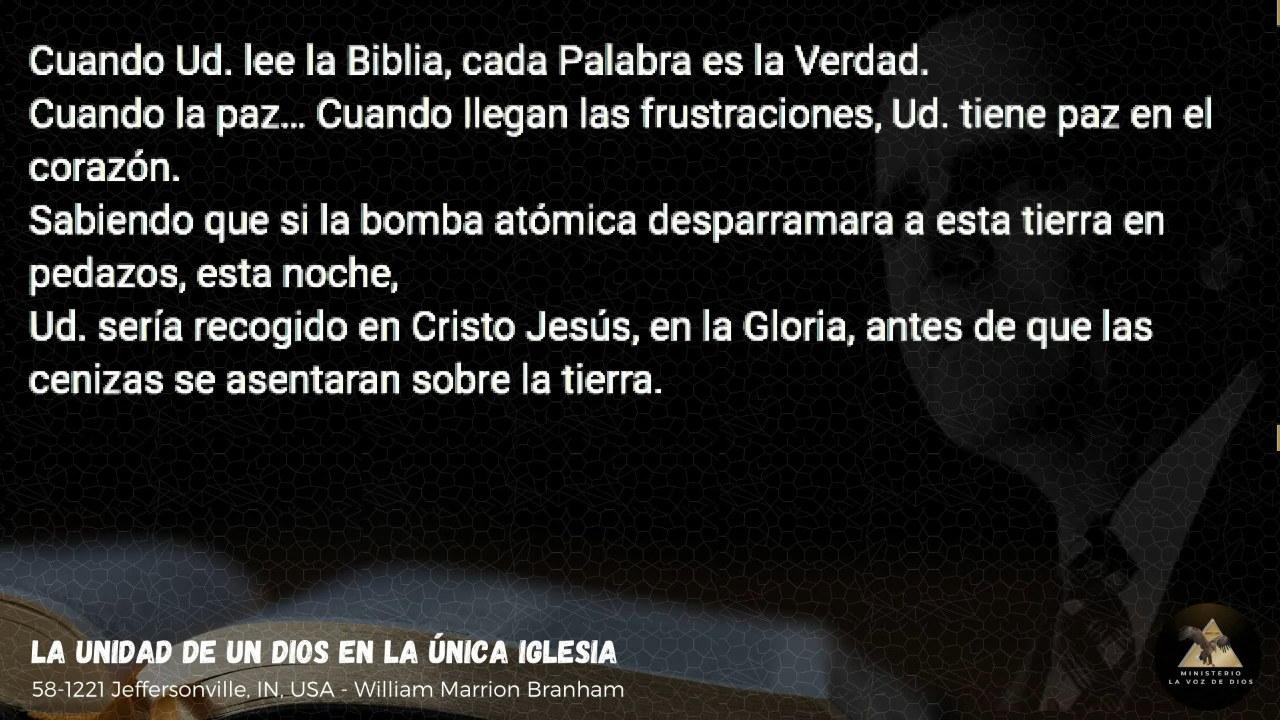 Cuando Ud. lee la Biblia, cada Palabra es la Verdad.
Cuando la paz... Cuando llegan las frustraciones, Ud. tiene paz en el
corazón.
Sabiendo que si la bomba atómica desparramara a esta tierra en
pedazos, esta noche,
Ud. sería recogido en Cristo Jesús, en la Gloria, antes de que las
cenizas se asentaran sobre la tierra.
LA UNIDAD DE UN DIOS EN LA ÚNICA IGLESIA
58-1221 Jeffersonville, IN, USA - William Marrion Branham
MINISTERIO
LA VOZ DE DIOS